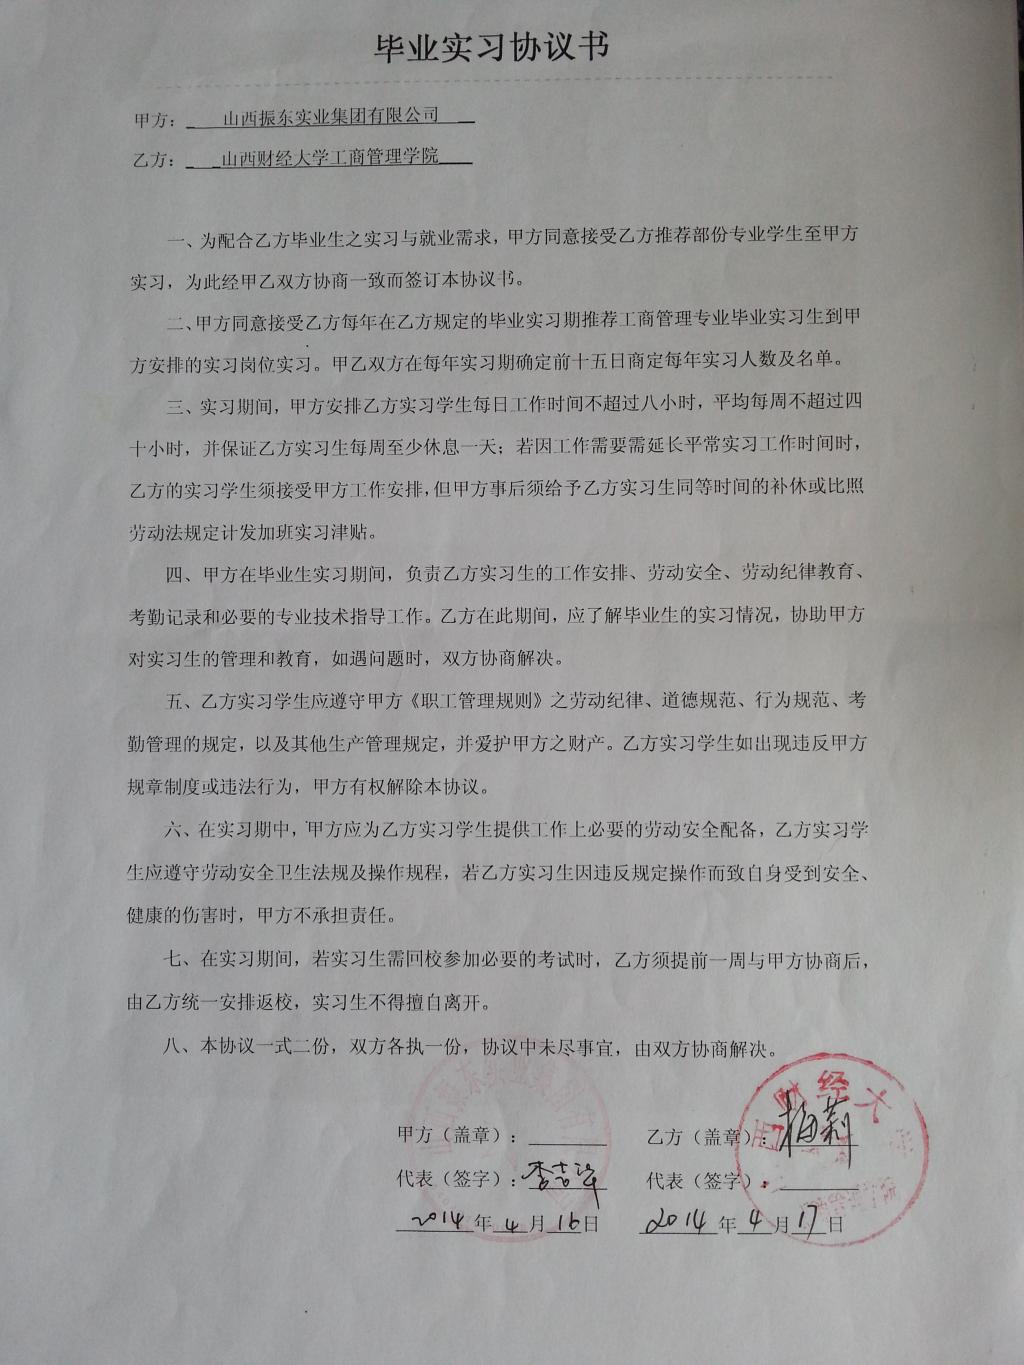 毕业实习协议书
甲方：山西振东实业集团有限公司
乙方：山西财经大学工商管理学院
一、为配合乙方毕业生之实习与就业需求，甲方同意接受乙方推荐部份专业学生至甲方
实习，为此经甲乙双方协商一致而签订本协议书。
二、甲方同意接受乙方每年在乙方规定的毕业实习期推荐工商管理专业毕业实习生到甲
方安排的实习岗位实习。甲乙双方在每年实习期确定前十五日商定每年实习人数及名单。
三、实习期间，甲方安排乙方实习学生每日工作时间不超过八小时，平均每周不超过四
十小时，并保证乙方实习生每周至少休息一天；若因工作需要需延长平常实习工作时间时，
乙方的实习学生须接受甲方工作安排，但甲方事后须给予乙方实习生同等时间的补休或比照
劳动法规定计发加班实习津贴。
四、甲方在毕业生实习期间，负责乙方实习生的工作安排、劳动安全、劳动纪律教育、
考勤记录和必要的专业技术指导工作。乙方在此期间，应了解毕业生的实习情况，协助甲方
对实习生的管理和教育，如遇问题时，双方协商解决。
五、乙方实习学生应遵守甲方《职工管理规则》之劳动纪律、道德规范、行为规范、考
勤管理的规定，以及其他生产管理规定，并爱护甲方之财产。乙方实习学生如出现违反甲方
规章制度或违法行为，甲方有权解除本协议。
六、在实习期中，甲方应为乙方实习学生提供工作上必要的劳动安全配备，乙方实习学
生应遵守劳动安全卫生法规及操作规程，若乙方实习生因违反规定操作而致自身受到安全、
健康的伤害时，甲方不承担责任。
七、在实习期间，若实习生需回校参加必要的考试时，乙方须提前一周与甲方协商后，
由乙方统一安排返校，实习生不得擅自离开。
八、本协议一式二份，双方各执一份，协议中未尽事宜，由双方协商解决。
甲方（盖章）： 乙方（盖章）：梅莉
代表（签字）： 代表（签字）：
2014年4月16日 2014年4月17日
西财经大